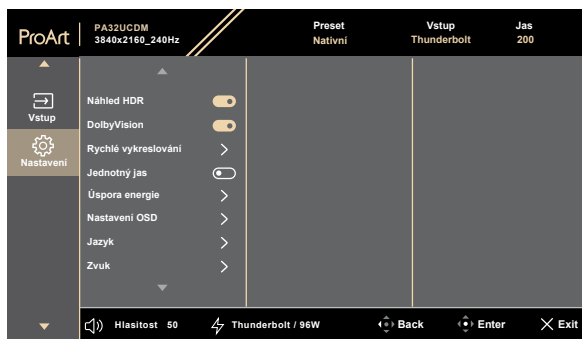 ProArt
PA32UCDM
3840x2160_240Hz
Preset
Nativní
Vstup
Thunderbolt
Jas
200
Vstup
Nastavení
Náhled HDR
DolbyVision
Rychlé vykreslování
Jednotný jas
Úspora energie
Nastavení OSD
Jazyk
Zvuk
Hlasitost 50
Thunderbolt / 96W
Back
Enter
Exit